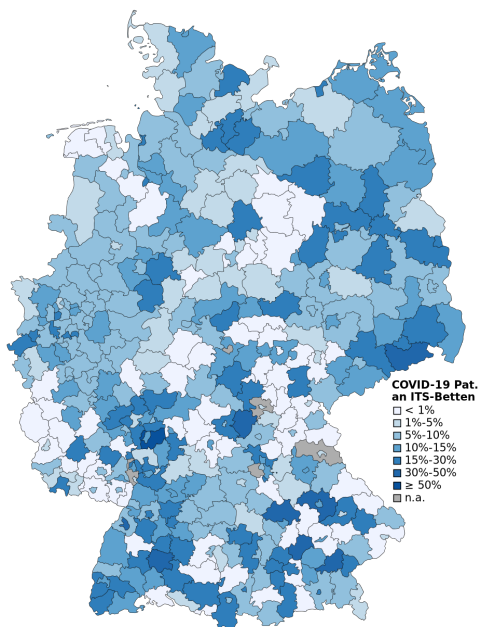 COVID-19 Pat.
an ITS-Betten
< 1%
1%-5%
5%-10%
10%-15%
15%-30%
30%-50%
≥ 50%
n.a.